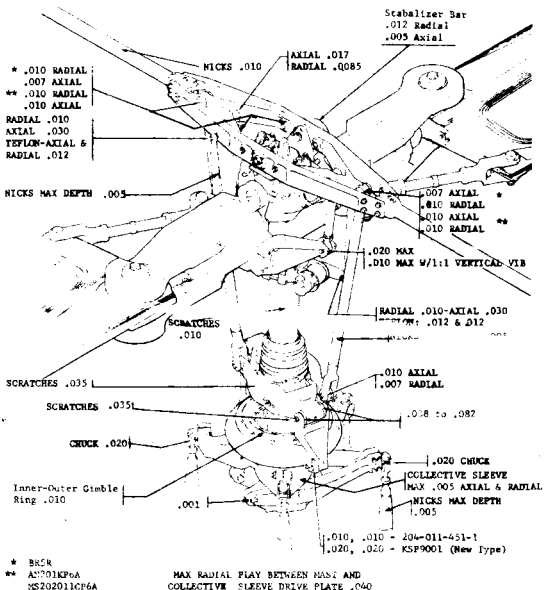 Stabalizer Bar
.012 Radial
.005 Axial
NICKS .010
AXIAL .017
RADIAL .0085
* .010 RADIAL
.007 AXIAL
** .010 RADIAL
.010 AXIAL
RADIAL .010
AXIAL .030
TEFLON-AXIAL &
RADIAL .012
NICKS MAX DEPTH .005
.007 AXIAL *
.010 RADIAL
.010 AXIAL **
.010 RADIAL
.020 MAX
.010 MAX W/1:1 VERTICAL VIB
RADIAL .010-AXIAL .030
.012 & .012
SCRATCHES
.010
.010 AXIAL
.007 RADIAL
SCRATCHES .035
SCRATCHES .035
.038 to .082
CHUCK .020
.020 CHUCK
COLLECTIVE SLEEVE
MAX .005 AXIAL & RADIAL
Inner-Outer Gimble
Ring .010
.001
NICKS MAX DEPTH
.005
.010, .010 - 204-011-451-1
.020, .020 - KSP9001 (New Type)
* BR5R
** AN201KP6A
MS202011CP6A
MAX RADIAL PLAY BETWEEN MAST AND
COLLECTIVE SLEEVE DRIVE PLATE .040